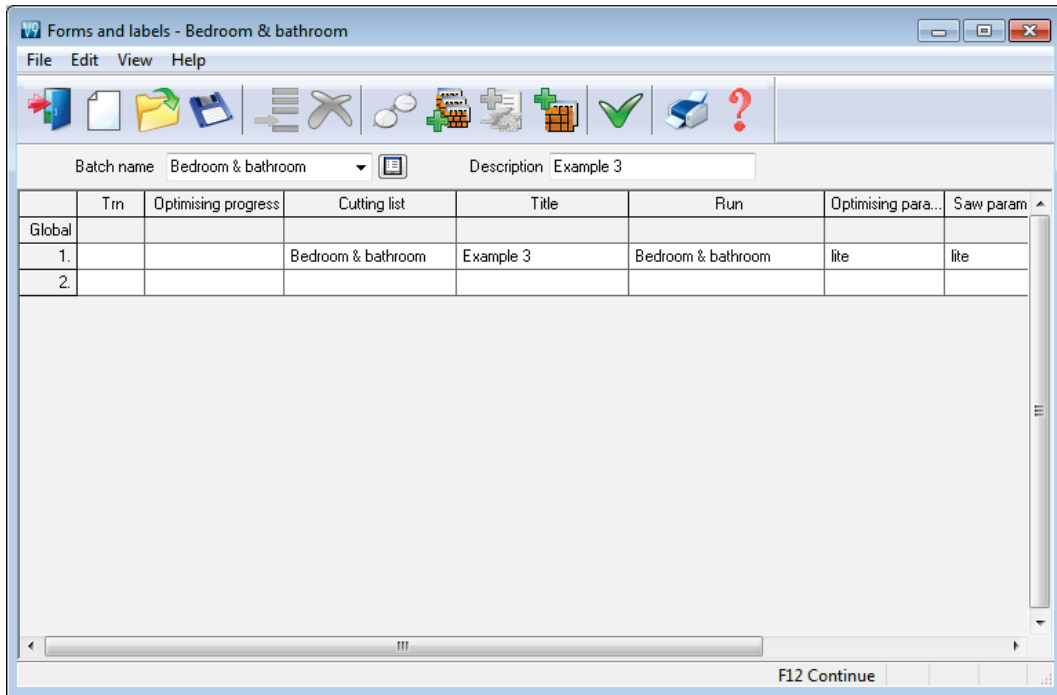 V9 Forms and labels - Bedroom & bathroom
File Edit View Help
?
Batch name Bedroom & bathroom Description Example 3
Trn Optimising progress Cutting list Title Run Optimising para... Saw param
Global
1. Bedroom & bathroom Example 3 Bedroom & bathroom lite lite
2.
F12 Continue